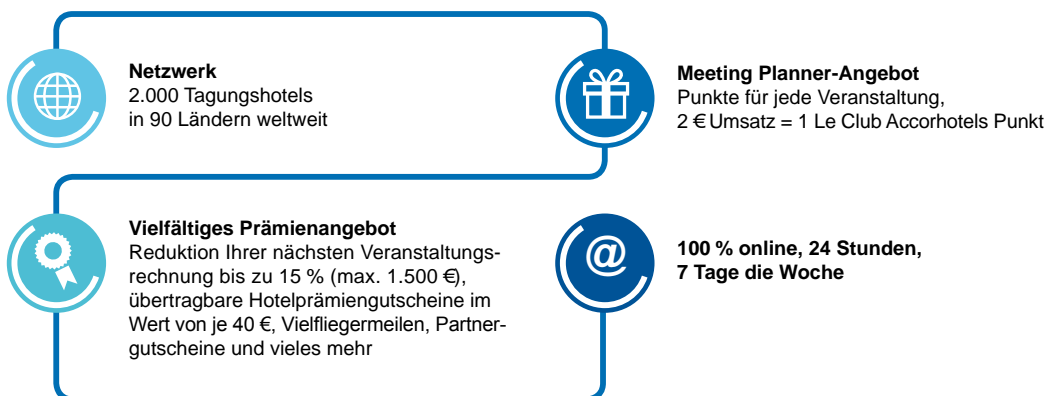 Netzwerk
2.000 Tagungshotels
in 90 Ländern weltweit
Meeting Planner-Angebot
Punkte für jede Veranstaltung,
2 € Umsatz = 1 Le Club Accorhotels Punkt
Vielfältiges Prämienangebot
Reduktion Ihrer nächsten Veranstaltungs-
rechnung bis zu 15 % (max. 1.500 €),
übertragbare Hotelprämiengutscheine im
Wert von je 40 €, Vielfliegermeilen, Partner-
gutscheine und vieles mehr
@
100 % online, 24 Stunden,
7 Tage die Woche